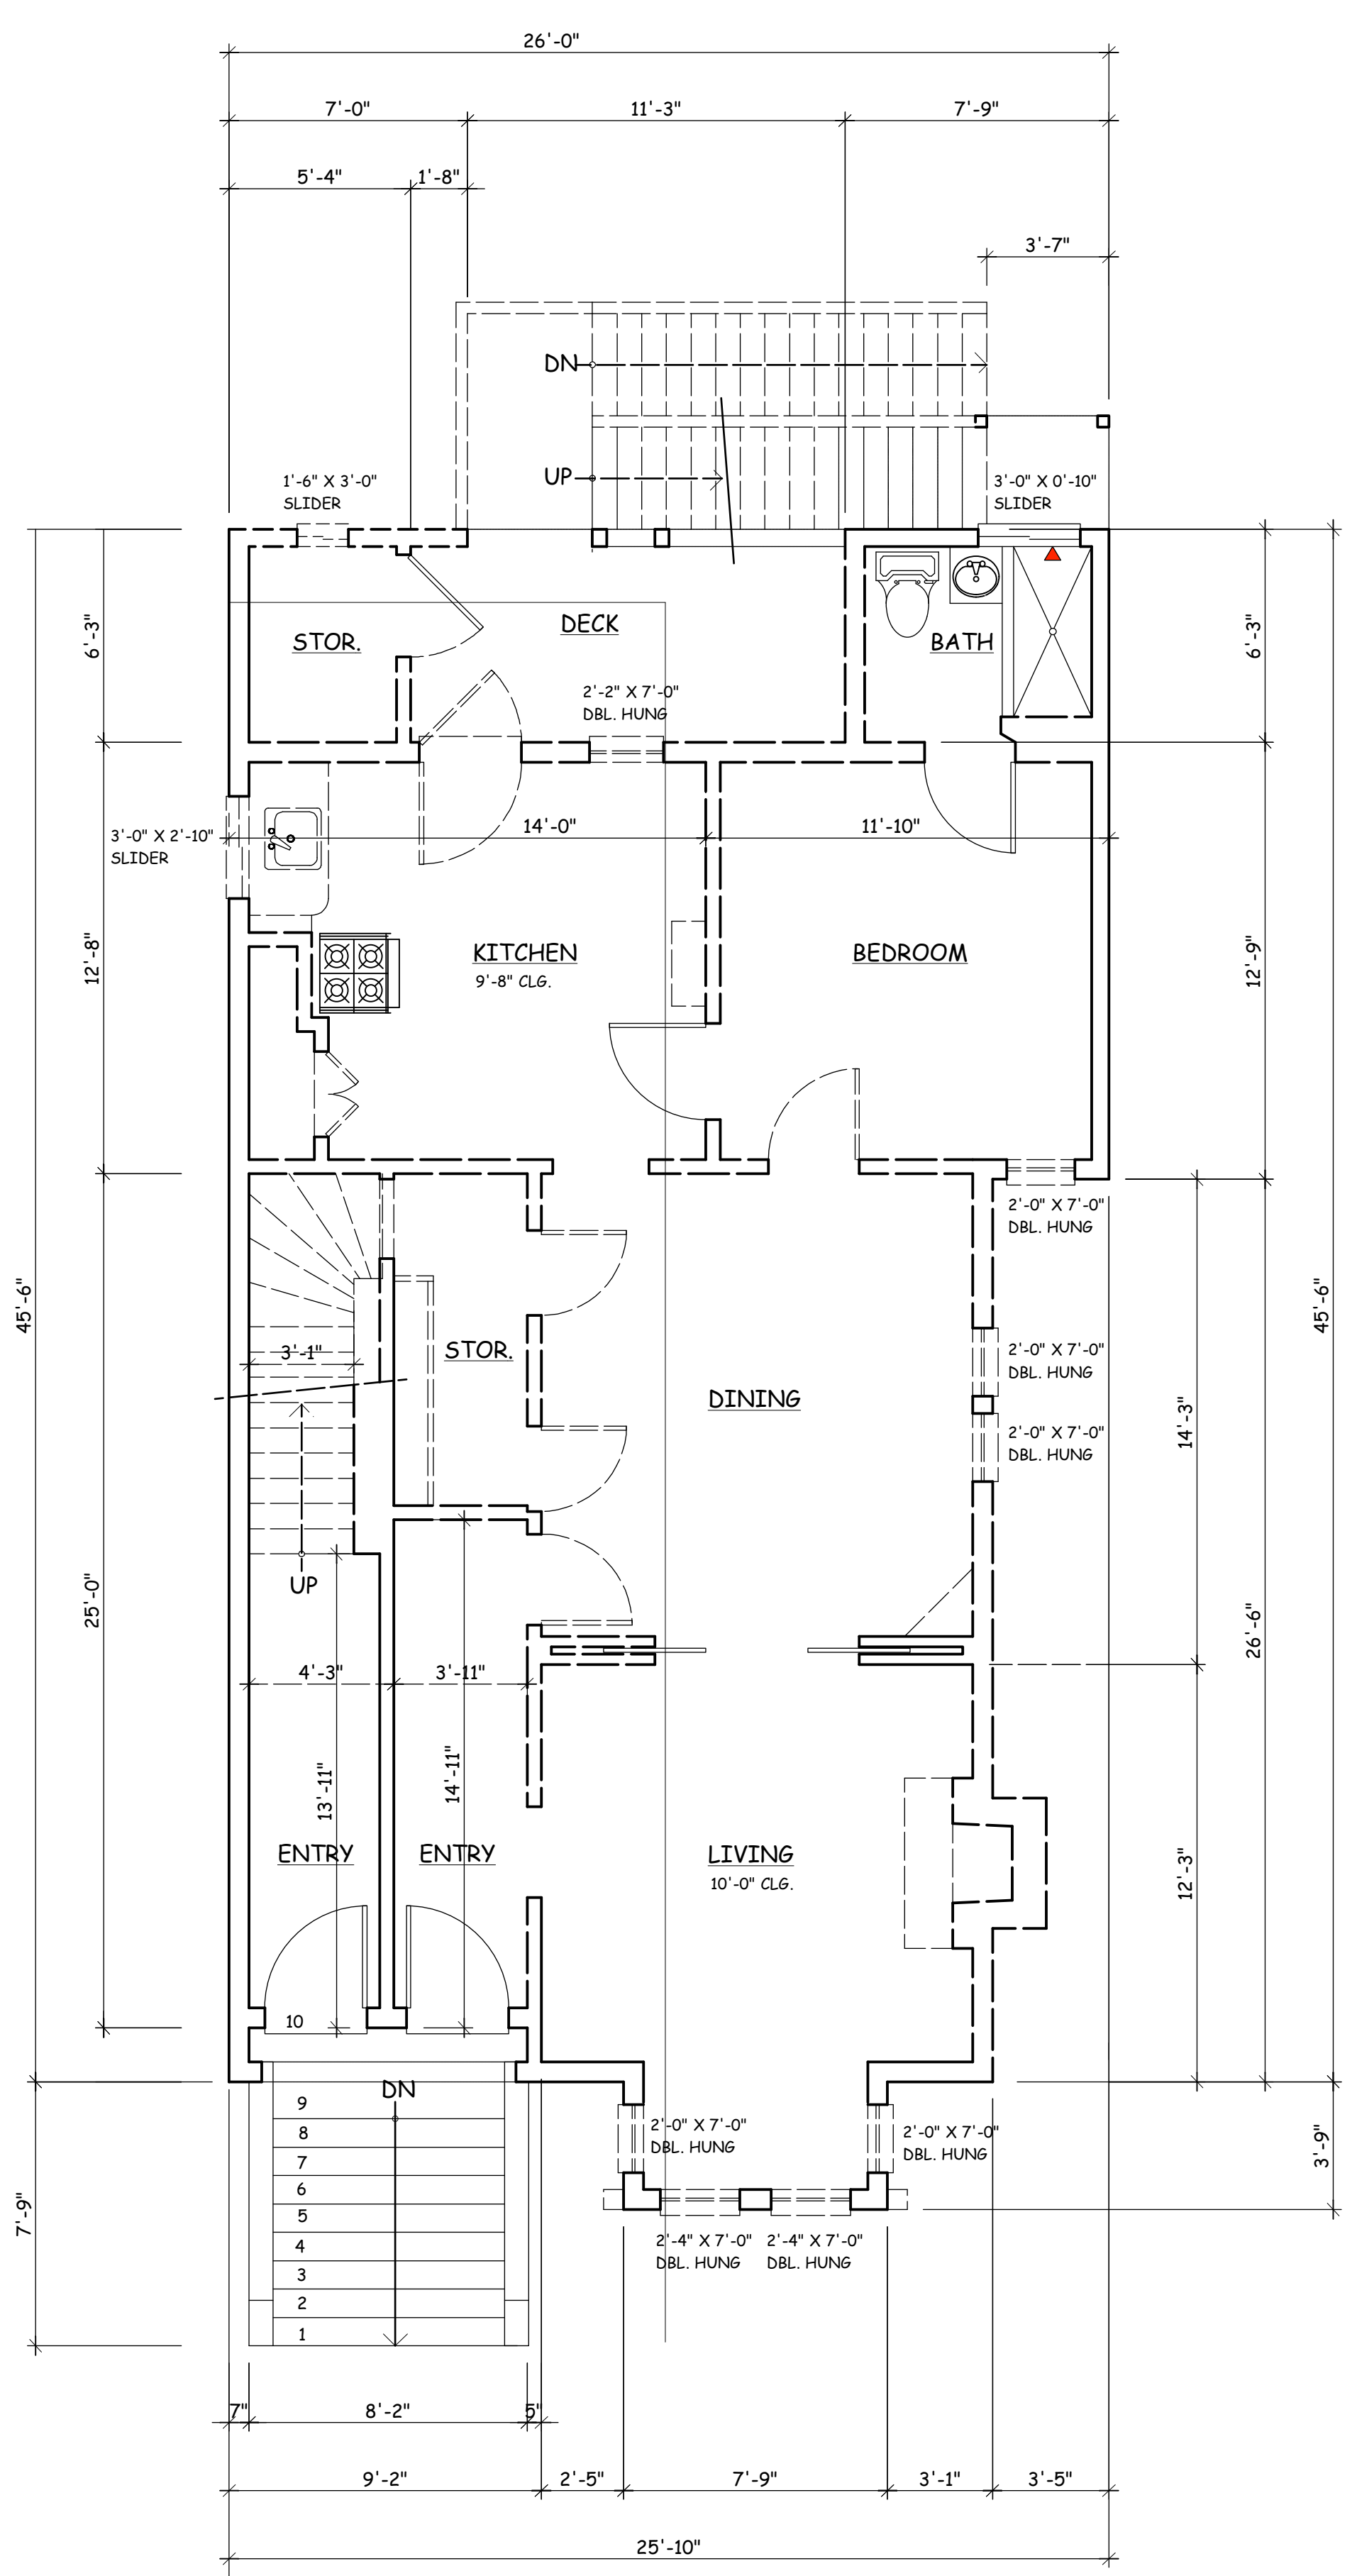 26'-0"
7'-0" 11'-3" 7'-9"
5'-4" 1'-8"
3'-7"
DN
UP
1'-6" X 3'-0"
SLIDER
3'-0" X 0'-10"
SLIDER
6'-3"
STOR.
DECK
BATH
6'-3"
2'-2" X 7'-0"
DBL. HUNG
3'-0" X 2'-10"
SLIDER
14'-0" 11'-10"
12'-8"
KITCHEN
9'-8" CLG.
BEDROOM
12'-9"
2'-0" X 7'-0"
DBL. HUNG
45'-6"
45'-6"
3'-1"
STOR.
2'-0" X 7'-0"
DBL. HUNG
DINING
2'-0" X 7'-0"
DBL. HUNG
14'-3"
UP
25'-0"
26'-6"
4'-3" 3'-11"
13'-11"
14'-11"
ENTRY
ENTRY
LIVING
10'-0" CLG.
12'-3"
10
DN
9
8
7
6
5
4
3
2
1
2'-0" X 7'-0"
DBL. HUNG
2'-0" X 7'-0"
DBL. HUNG
3'-9"
7'-9"
2'-4" X 7'-0"
DBL. HUNG
2'-4" X 7'-0"
DBL. HUNG
7" 8'-2" 5"
9'-2" 2'-5" 7'-9" 3'-1" 3'-5"
25'-10"